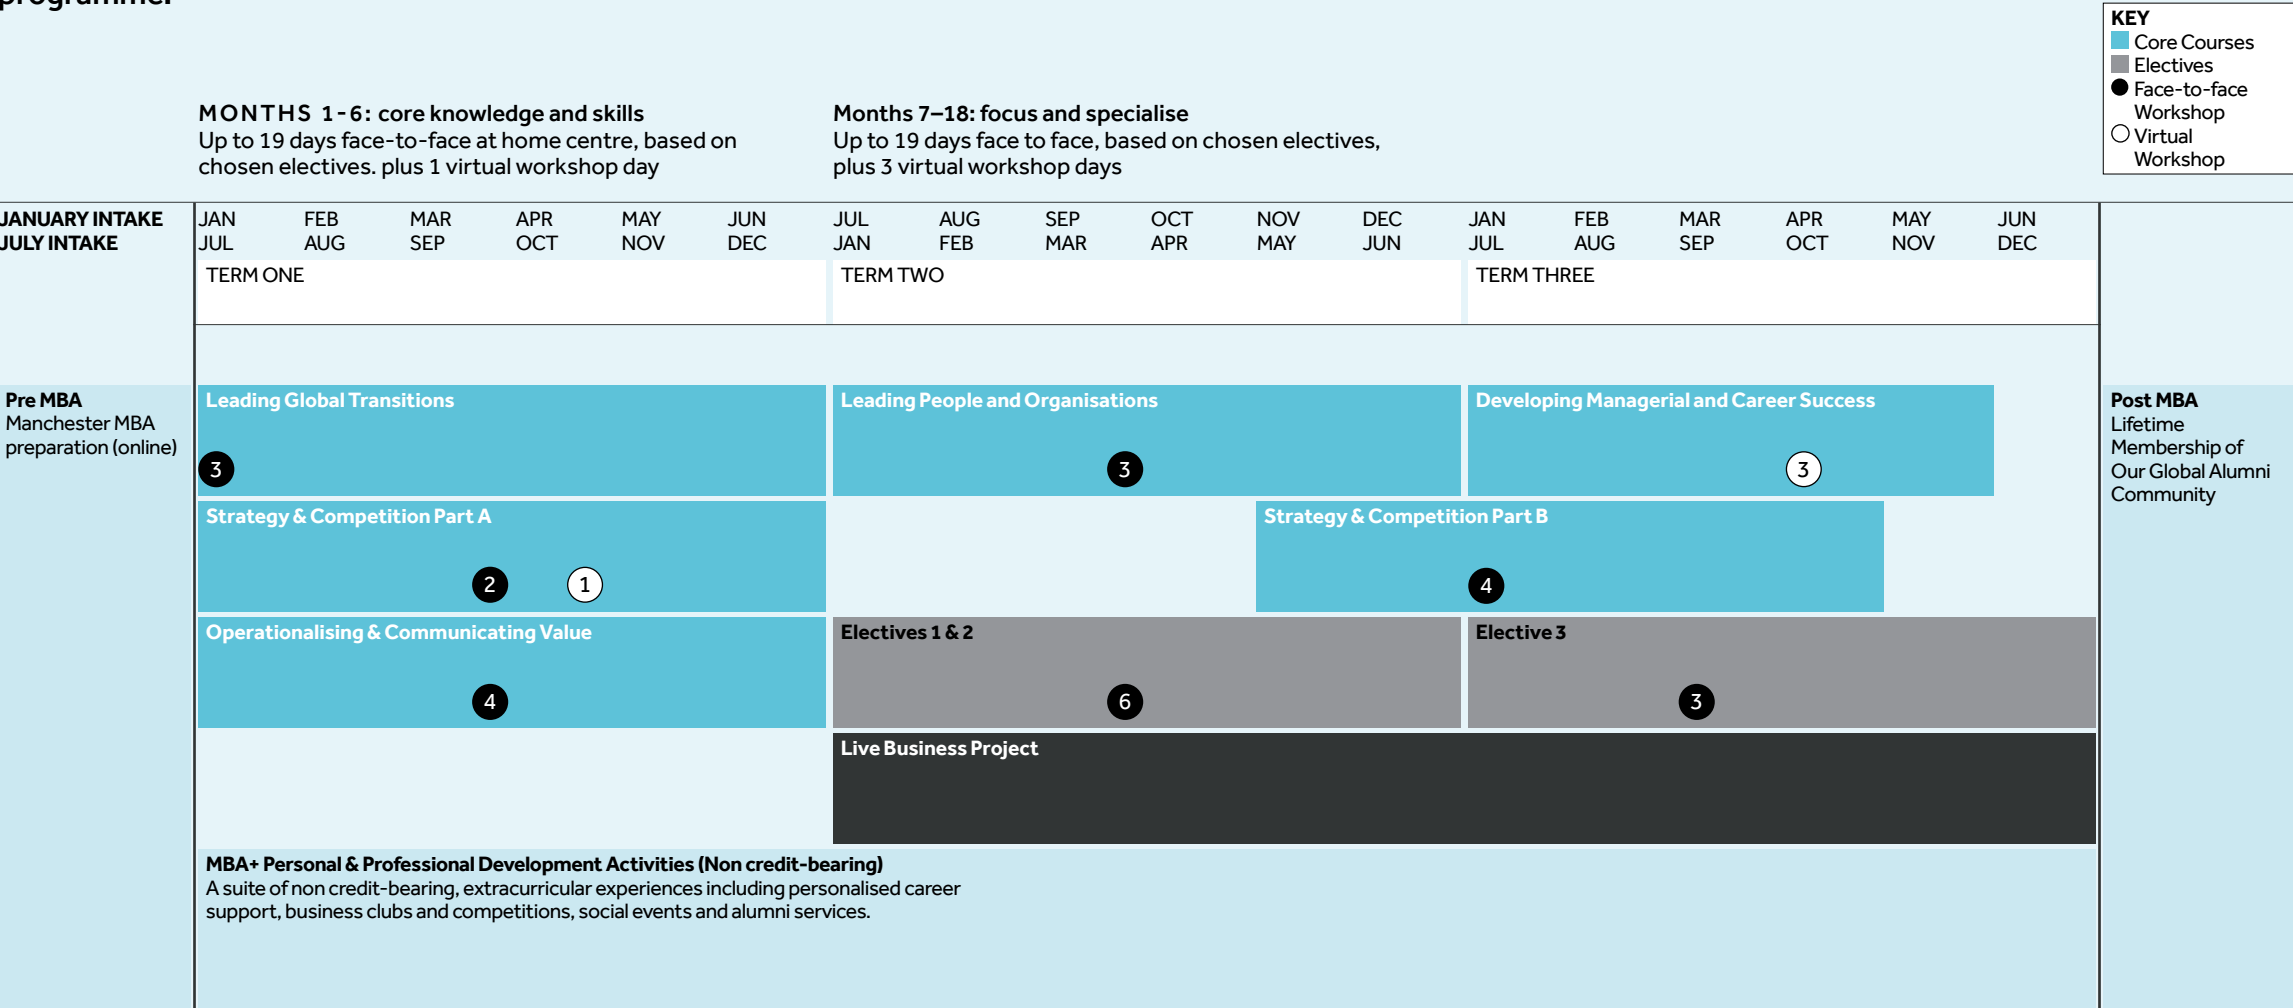 programme.
KEY
Core Courses
Electives
Face-to-face
Workshop
Virtual
Workshop
MONTHS 1-6: core knowledge and skills
Up to 19 days face-to-face at home centre, based on
chosen electives. plus 1 virtual workshop day
Months 7–18: focus and specialise
Up to 19 days face to face, based on chosen electives,
plus 3 virtual workshop days
JANUARY INTAKE JAN FEB MAR APR MAY JUN JUL AUG SEP OCT NOV DEC JAN FEB MAR APR MAY JUN
JULY INTAKE JUL AUG SEP OCT NOV DEC JAN FEB MAR APR MAY JUN JUL AUG SEP OCT NOV DEC
TERM ONE TERM TWO TERM THREE
Pre MBA
Manchester MBA
preparation (online)
Leading Global Transitions
3
Leading People and Organisations
3
Developing Managerial and Career Success
3
Strategy & Competition Part A
2 1
Strategy & Competition Part B
4
Operationalising & Communicating Value
4
Electives 1 & 2
6
Elective 3
3
Live Business Project
MBA+ Personal & Professional Development Activities (Non credit-bearing)
A suite of non credit-bearing, extracurricular experiences including personalised career
support, business clubs and competitions, social events and alumni services.
Post MBA
Lifetime
Membership of
Our Global Alumni
Community